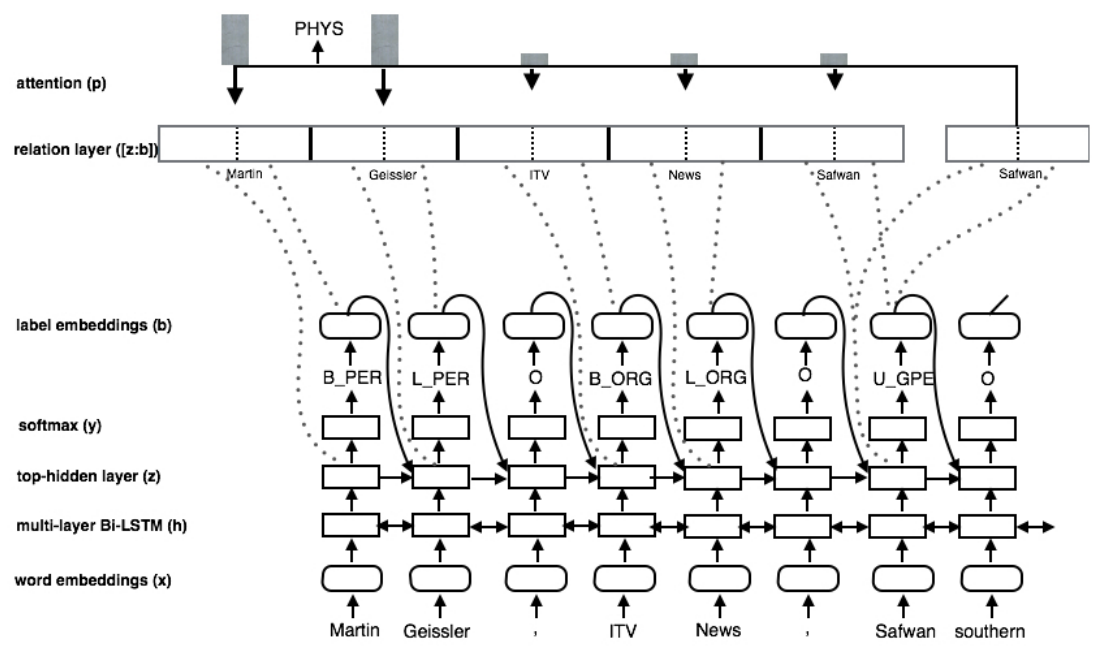 PHYS
attention (p)
relation layer ([z:b])
Martin Geissler ITV News Safwan Safwan
label embeddings (b)
B_PER L_PER O B_ORG L_ORG O U_GPE O
softmax (y)
top-hidden layer (z)
multi-layer Bi-LSTM (h)
word embeddings (x)
Martin Geissler , ITV News , Safwan southern